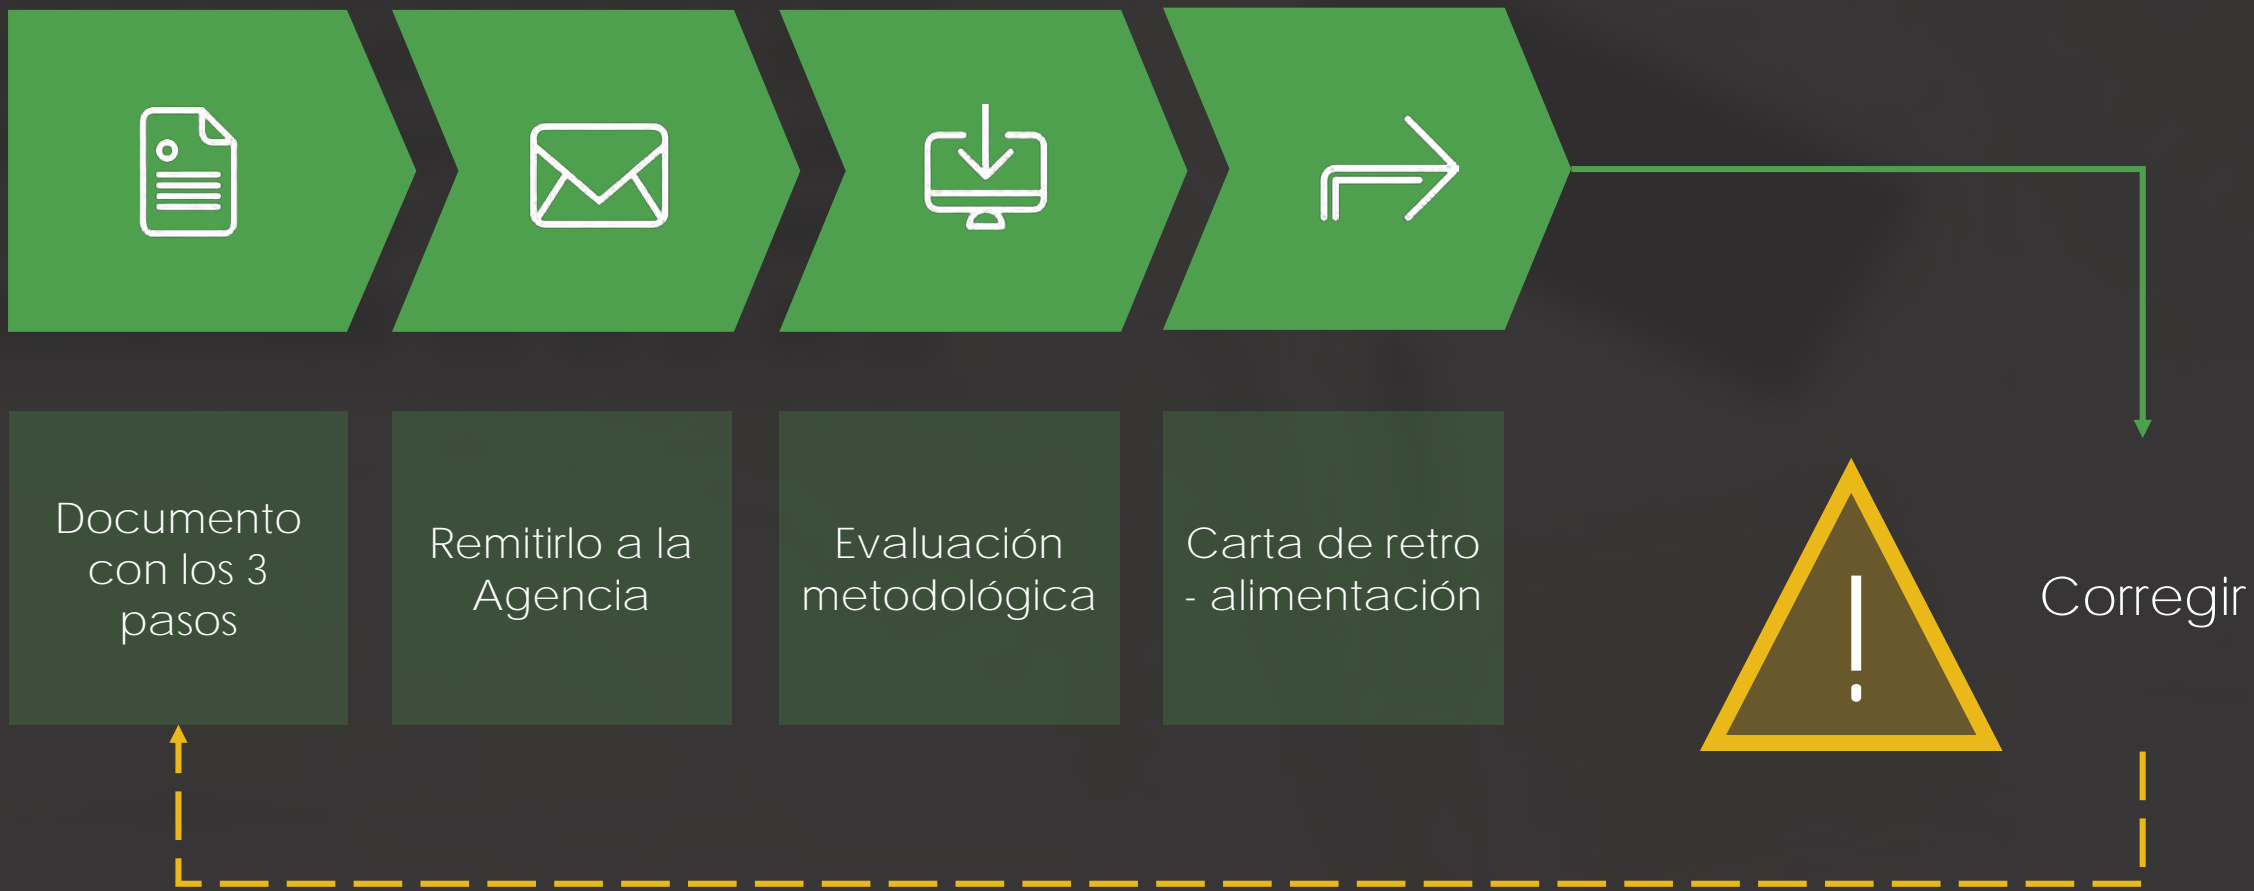 Documento
con los 3
pasos
Remitirlo a la
Agencia
Evaluación
metodológica
Carta de retro
- alimentación
!
Corregir